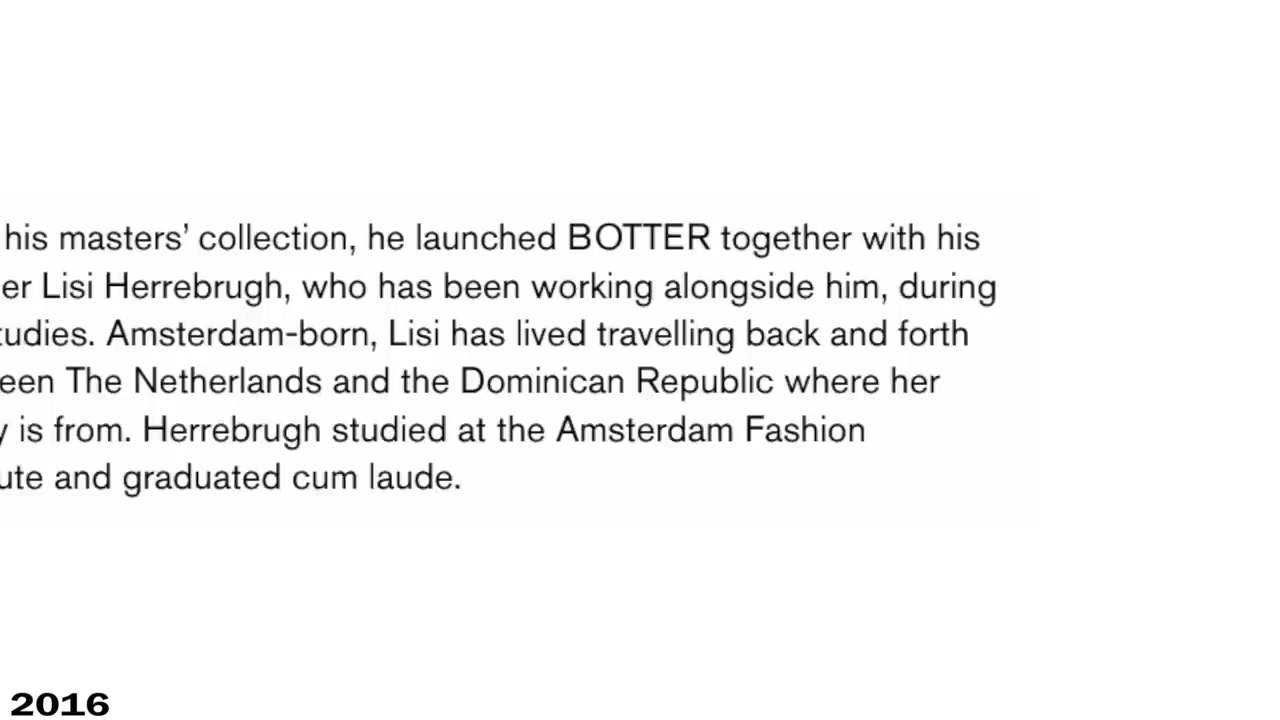 his masters’ collection, he launched BOTTER together with his
er Lisi Herrebrugh, who has been working alongside him, during
tudies. Amsterdam-born, Lisi has lived travelling back and forth
een The Netherlands and the Dominican Republic where her
y is from. Herrebrugh studied at the Amsterdam Fashion
ute and graduated cum laude.
2016